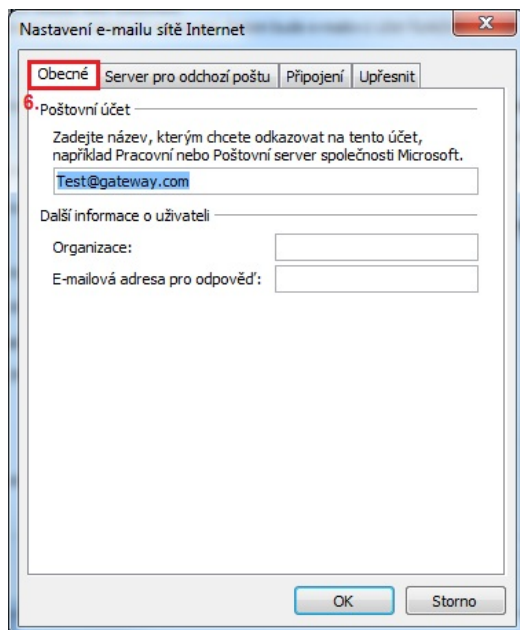 Nastavení e-mailu sítě Internet
Obecné Server pro odchozí poštu Připojení Upřesnit
6.
Poštovní účet
Zadejte název, kterým chcete odkazovat na tento účet,
například Pracovní nebo Poštovní server společnosti Microsoft.
Test@gateway.com
Další informace o uživateli
Organizace:
E-mailová adresa pro odpověď:
OK Storno